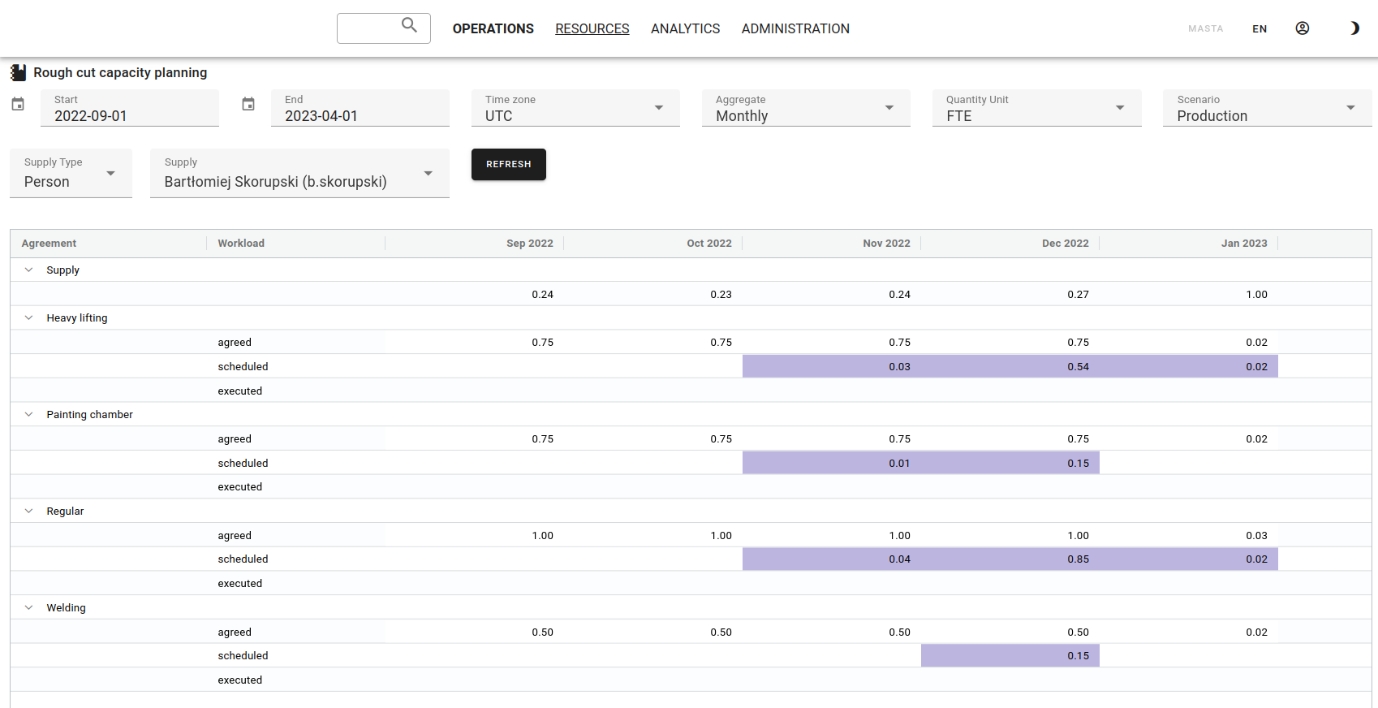 OPERATIONS RESOURCES ANALYTICS ADMINISTRATION MASTA EN
Rough cut capacity planning
Start End Time zone Aggregate Quantity Unit Scenario
2022-09-01 2023-04-01 UTC Monthly FTE Production
Supply Type Supply REFRESH
Person Bartłomiej Skorupski (b.skorupski)
Agreement Workload Sep 2022 Oct 2022 Nov 2022 Dec 2022 Jan 2023
Supply
0.24 0.23 0.24 0.27 1.00
Heavy lifting
agreed 0.75 0.75 0.75 0.75 0.02
scheduled 0.03 0.54 0.02
executed
Painting chamber
agreed 0.75 0.75 0.75 0.75 0.02
scheduled 0.01 0.15
executed
Regular
agreed 1.00 1.00 1.00 1.00 0.03
scheduled 0.04 0.85 0.02
executed
Welding
agreed 0.50 0.50 0.50 0.50 0.02
scheduled 0.15
executed